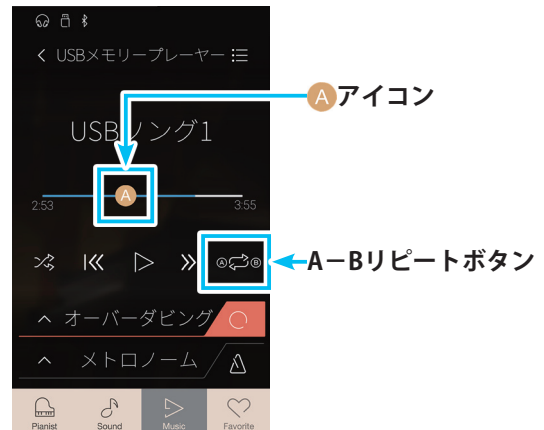 USBメモリープレーヤー
Aアイコン
USBソング1
A
2:53
3:55
A B
A－Bリピートボタン
オーバーダビング
メトロノーム
Pianist
Sound
Music
Favorite